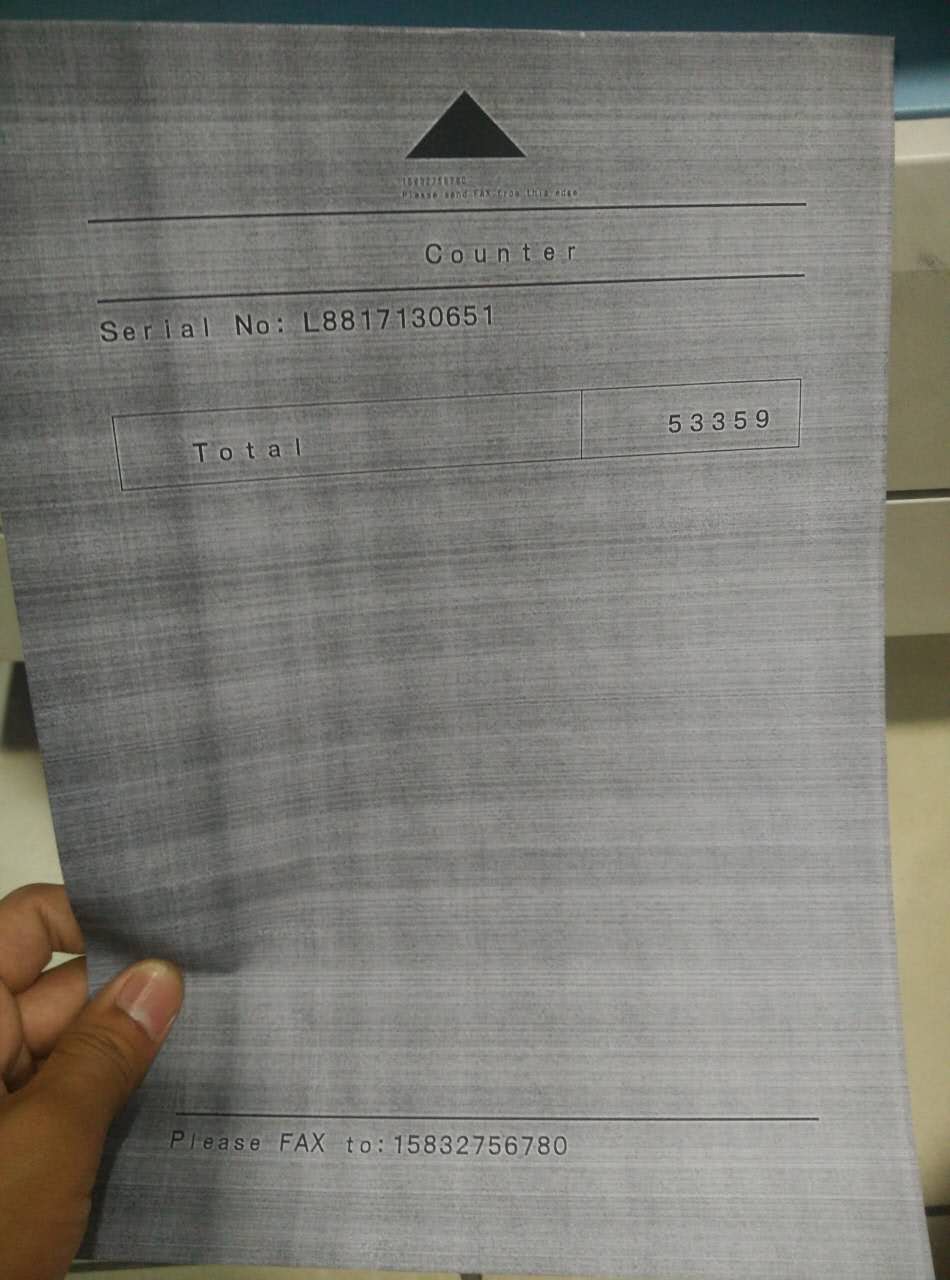 15832756780
Please send FAX from this edge
Counter
Serial No: L8817130651
Total 53359
Please FAX to:15832756780